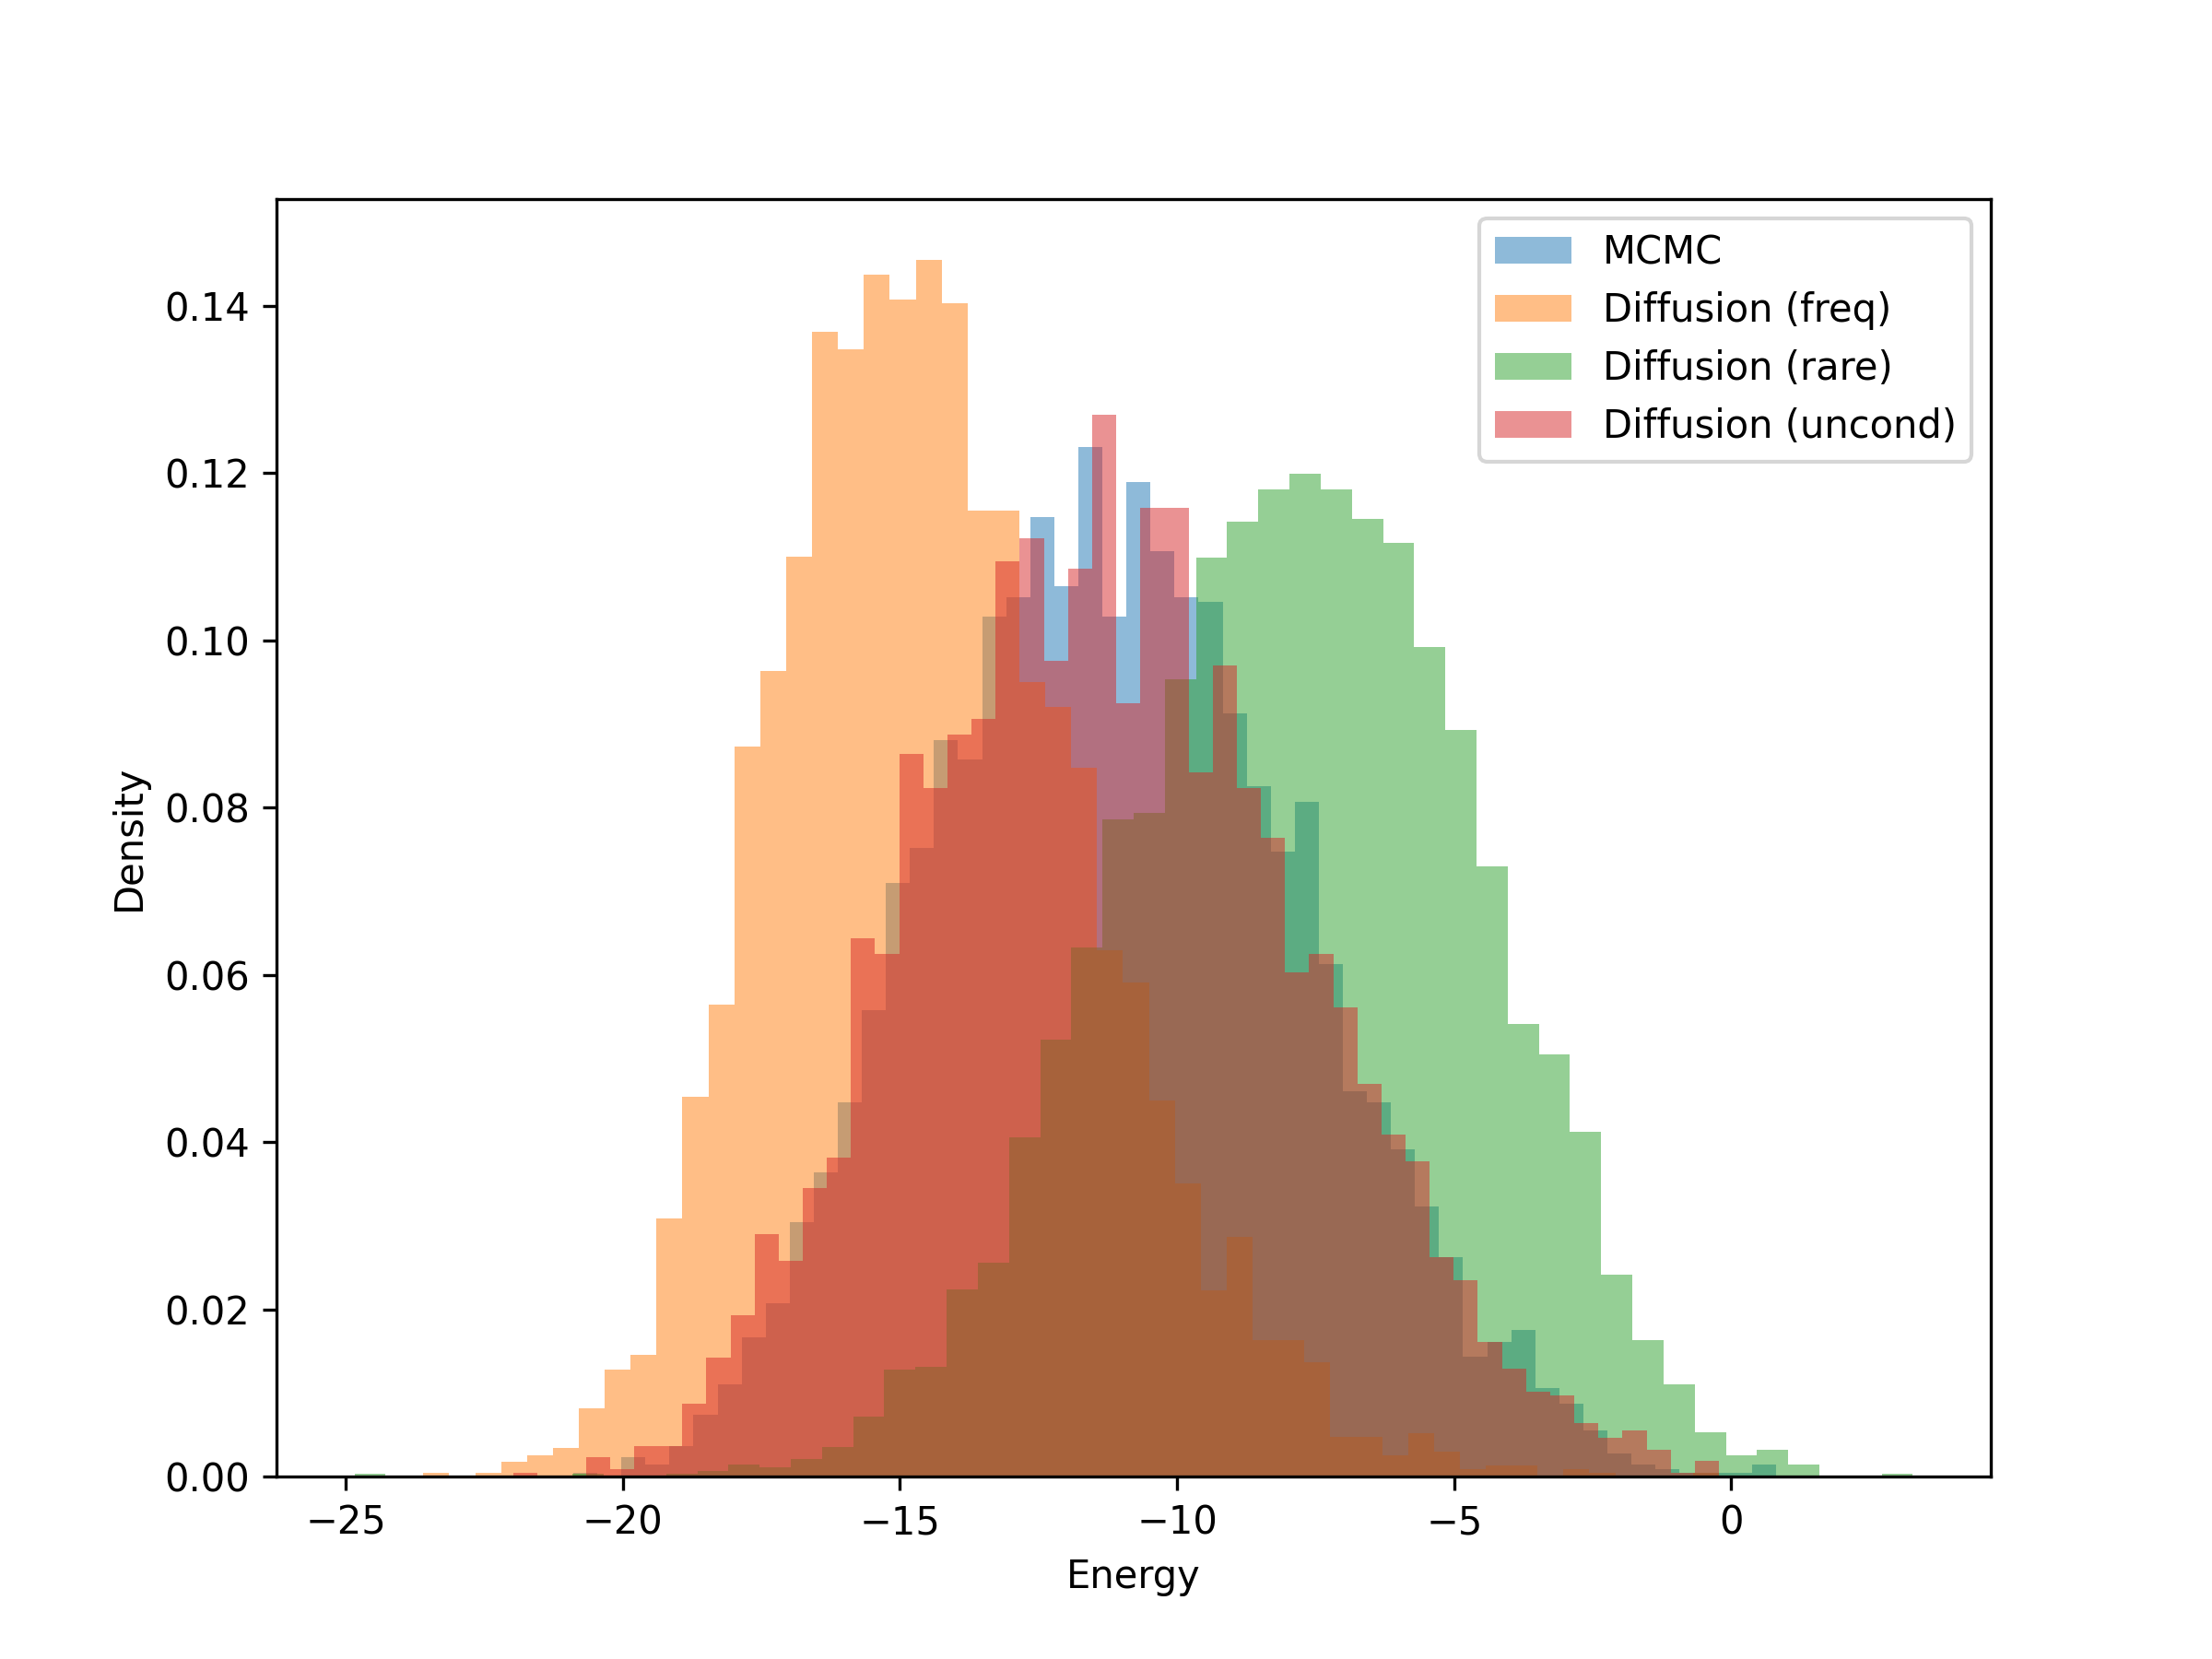 MCMC
Diffusion (freq)
Diffusion (rare)
Diffusion (uncond)
0.14
0.12
0.10
0.08
0.06
0.04
0.02
0.00
Density
−25 −20 −15 −10 −5 0
Energy